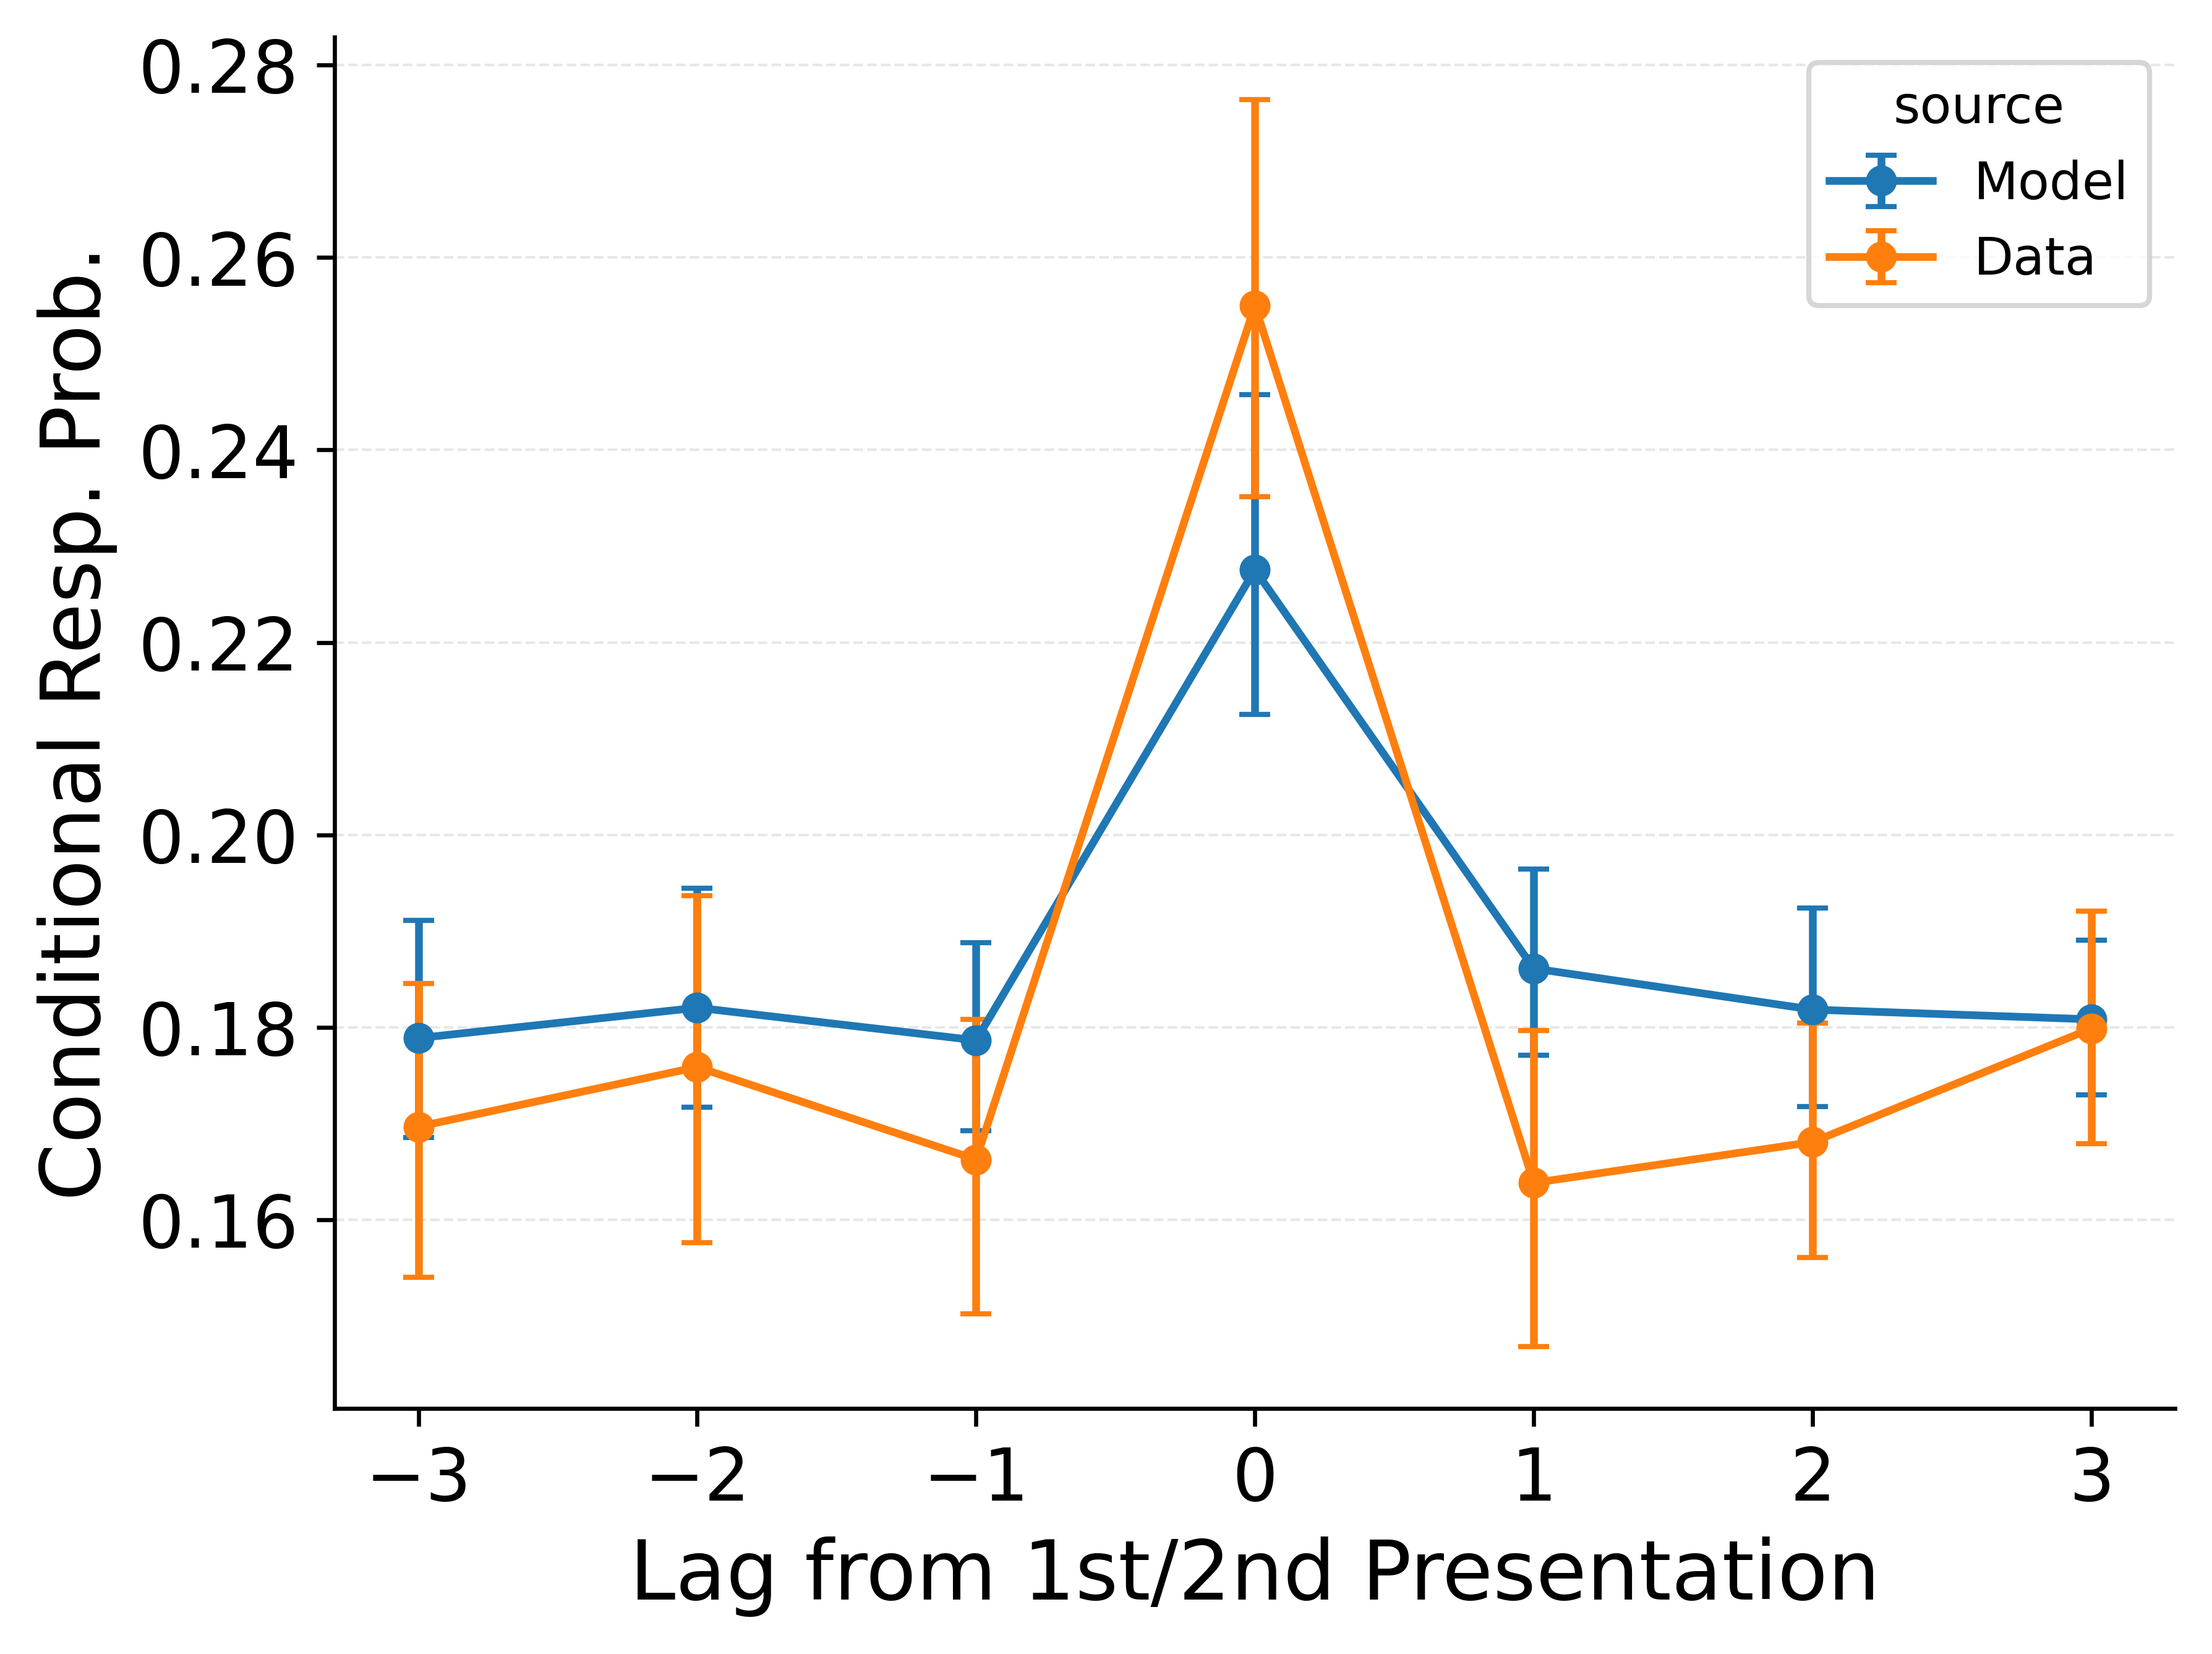 0.28
0.26
0.24
0.22
0.20
0.18
0.16
Conditional Resp. Prob.
source
Model
Data
−3 −2 −1 0 1 2 3
Lag from 1st/2nd Presentation